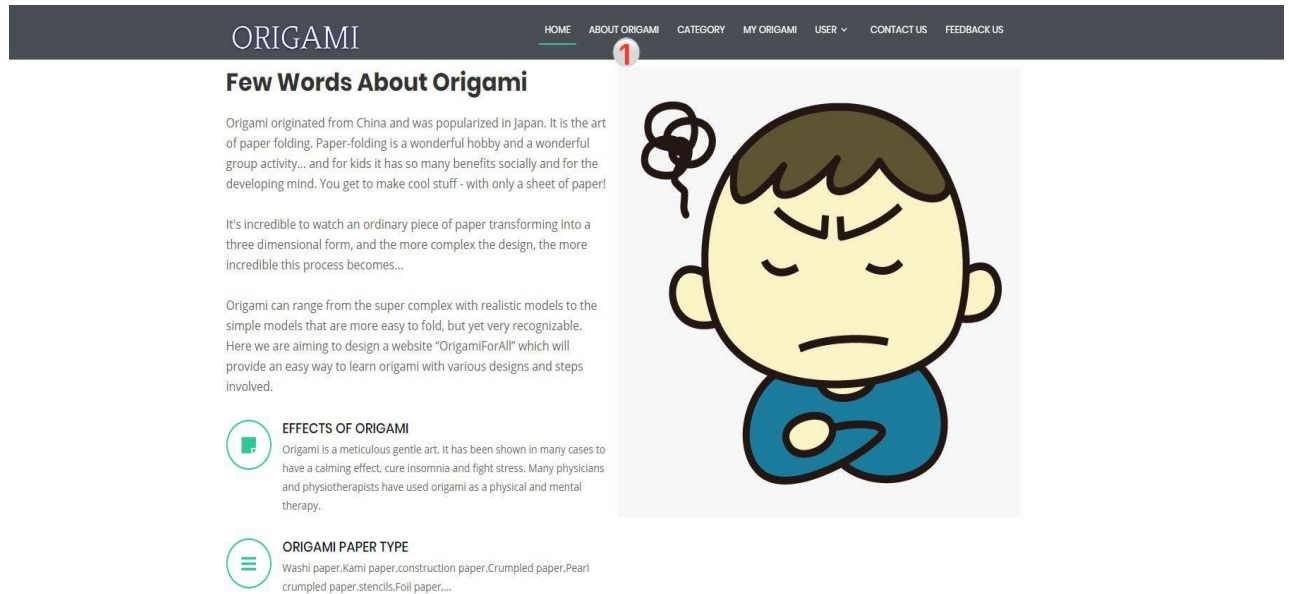 ORIGAMI
HOME ABOUT ORIGAMI CATEGORY MY ORIGAMI USER CONTACT US FEEDBACK US
1
Few Words About Origami
Origami originated from China and was popularized in Japan. It is the art
of paper folding. Paper-folding is a wonderful hobby and a wonderful
group activity... and for kids it has so many benefits socially and for the
developing mind. You get to make cool stuff - with only a sheet of paper!
It's incredible to watch an ordinary piece of paper transforming into a
three dimensional form, and the more complex the design, the more
incredible this process becomes...
Origami can range from the super complex with realistic models to the
simple models that are more easy to fold, but yet very recognizable.
Here we are aiming to design a website “OrigamiForAll” which will
provide an easy way to learn origami with various designs and steps
involved.
EFFECTS OF ORIGAMI
Origami is a meticulous gentle art. It has been shown in many cases to
have a calming effect, cure insomnia and fight stress. Many physicians
and physiotherapists have used origami as a physical and mental
therapy.
ORIGAMI PAPER TYPE
Washi paper,Kami paper,construction paper,Crumpled paper,Pearl
crumpled paper,stencils,Foil paper,...